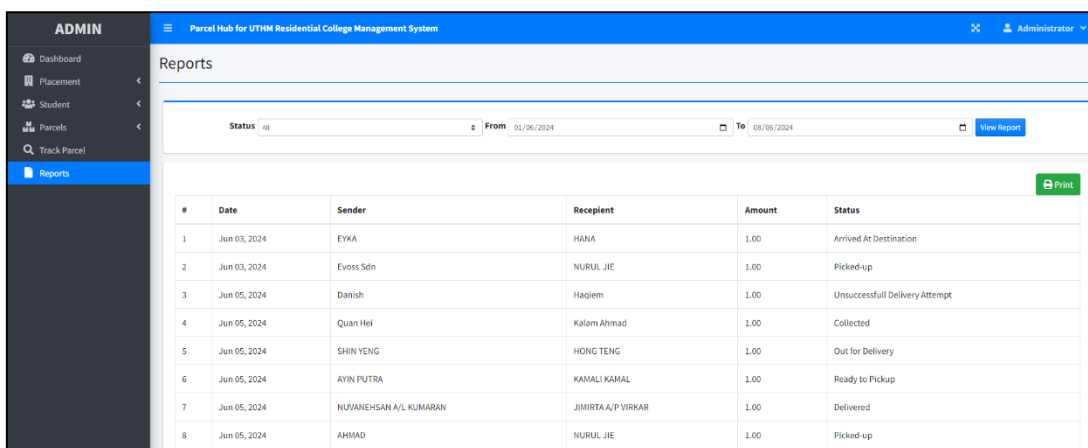 ADMIN
Parcel Hub for UTHM Residential College Management System
Administrator
Dashboard
Placement
Student
Parcels
Track Parcel
Reports
Reports
Status All From 01/06/2024 To 08/06/2024 View Report
Print
# Date Sender Recepient Amount Status
1 Jun 03, 2024 EYKA HANA 1.00 Arrived At Destination
2 Jun 03, 2024 Evoss Sdn NURUL JIE 1.00 Picked-up
3 Jun 05, 2024 Danish Haqiem 1.00 Unsuccessfull Delivery Attempt
4 Jun 05, 2024 Quan Hei Kalam Ahmad 1.00 Collected
5 Jun 05, 2024 SHIN YENG HONG TENG 1.00 Out for Delivery
6 Jun 05, 2024 AYIN PUTRA KAMALI KAMAL 1.00 Ready to Pickup
7 Jun 05, 2024 NUVANEHSAN A/L KUMARAN JIMIRTA A/P VIRKAR 1.00 Delivered
8 Jun 05, 2024 AHMAD NURUL JIE 1.00 Picked-up